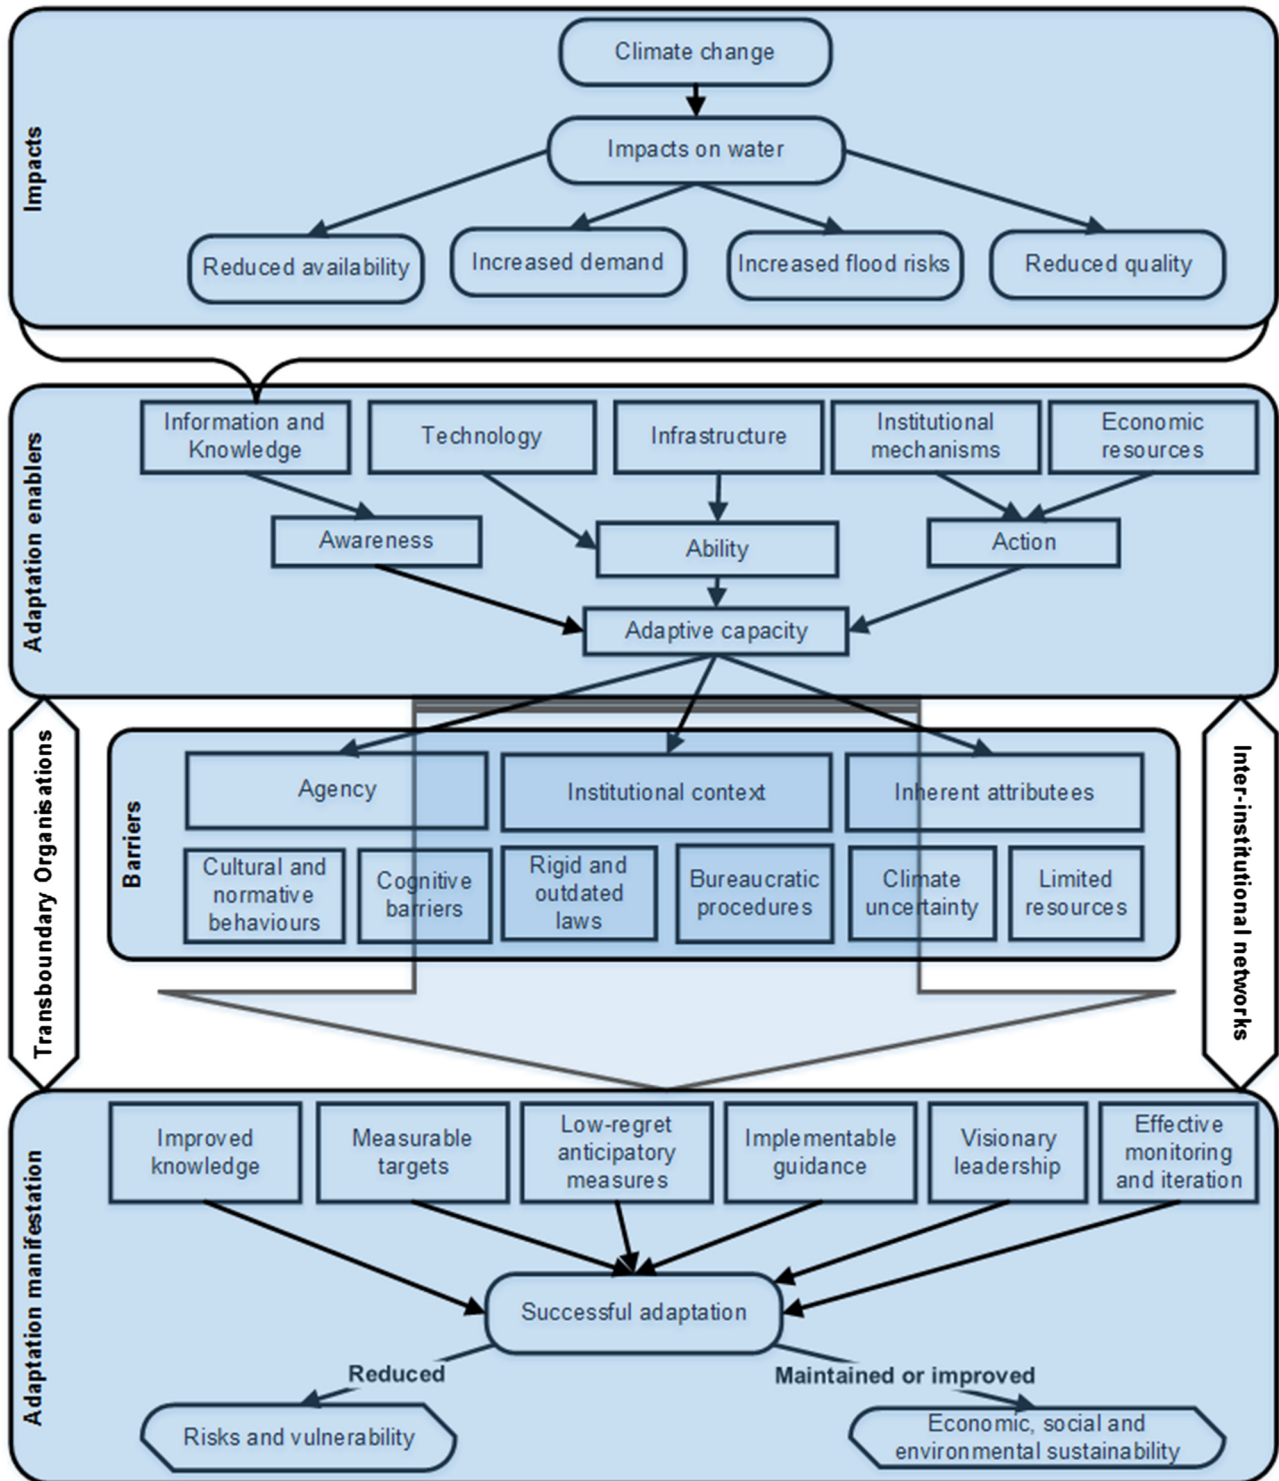 Impacts
Climate change
Impacts on water
Reduced availability
Increased demand
Increased flood risks
Reduced quality
Adaptation enablers
Information and
Knowledge
Technology
Infrastructure
Institutional
mechanisms
Economic
resources
Awareness
Ability
Action
Adaptive capacity
Transboundary Organisations
Inter-institutional networks
Barriers
Agency
Institutional context
Inherent attributees
Cultural and
normative
behaviours
Cognitive
barriers
Rigid and
outdated
laws
Bureaucratic
procedures
Climate
uncertainty
Limited
resources
Adaptation manifestation
Improved
knowledge
Measurable
targets
Low-regret
anticipatory
measures
Implementable
guidance
Visionary
leadership
Effective
monitoring
and iteration
Successful adaptation
Reduced
Maintained or improved
Risks and vulnerability
Economic, social and
environmental sustainability